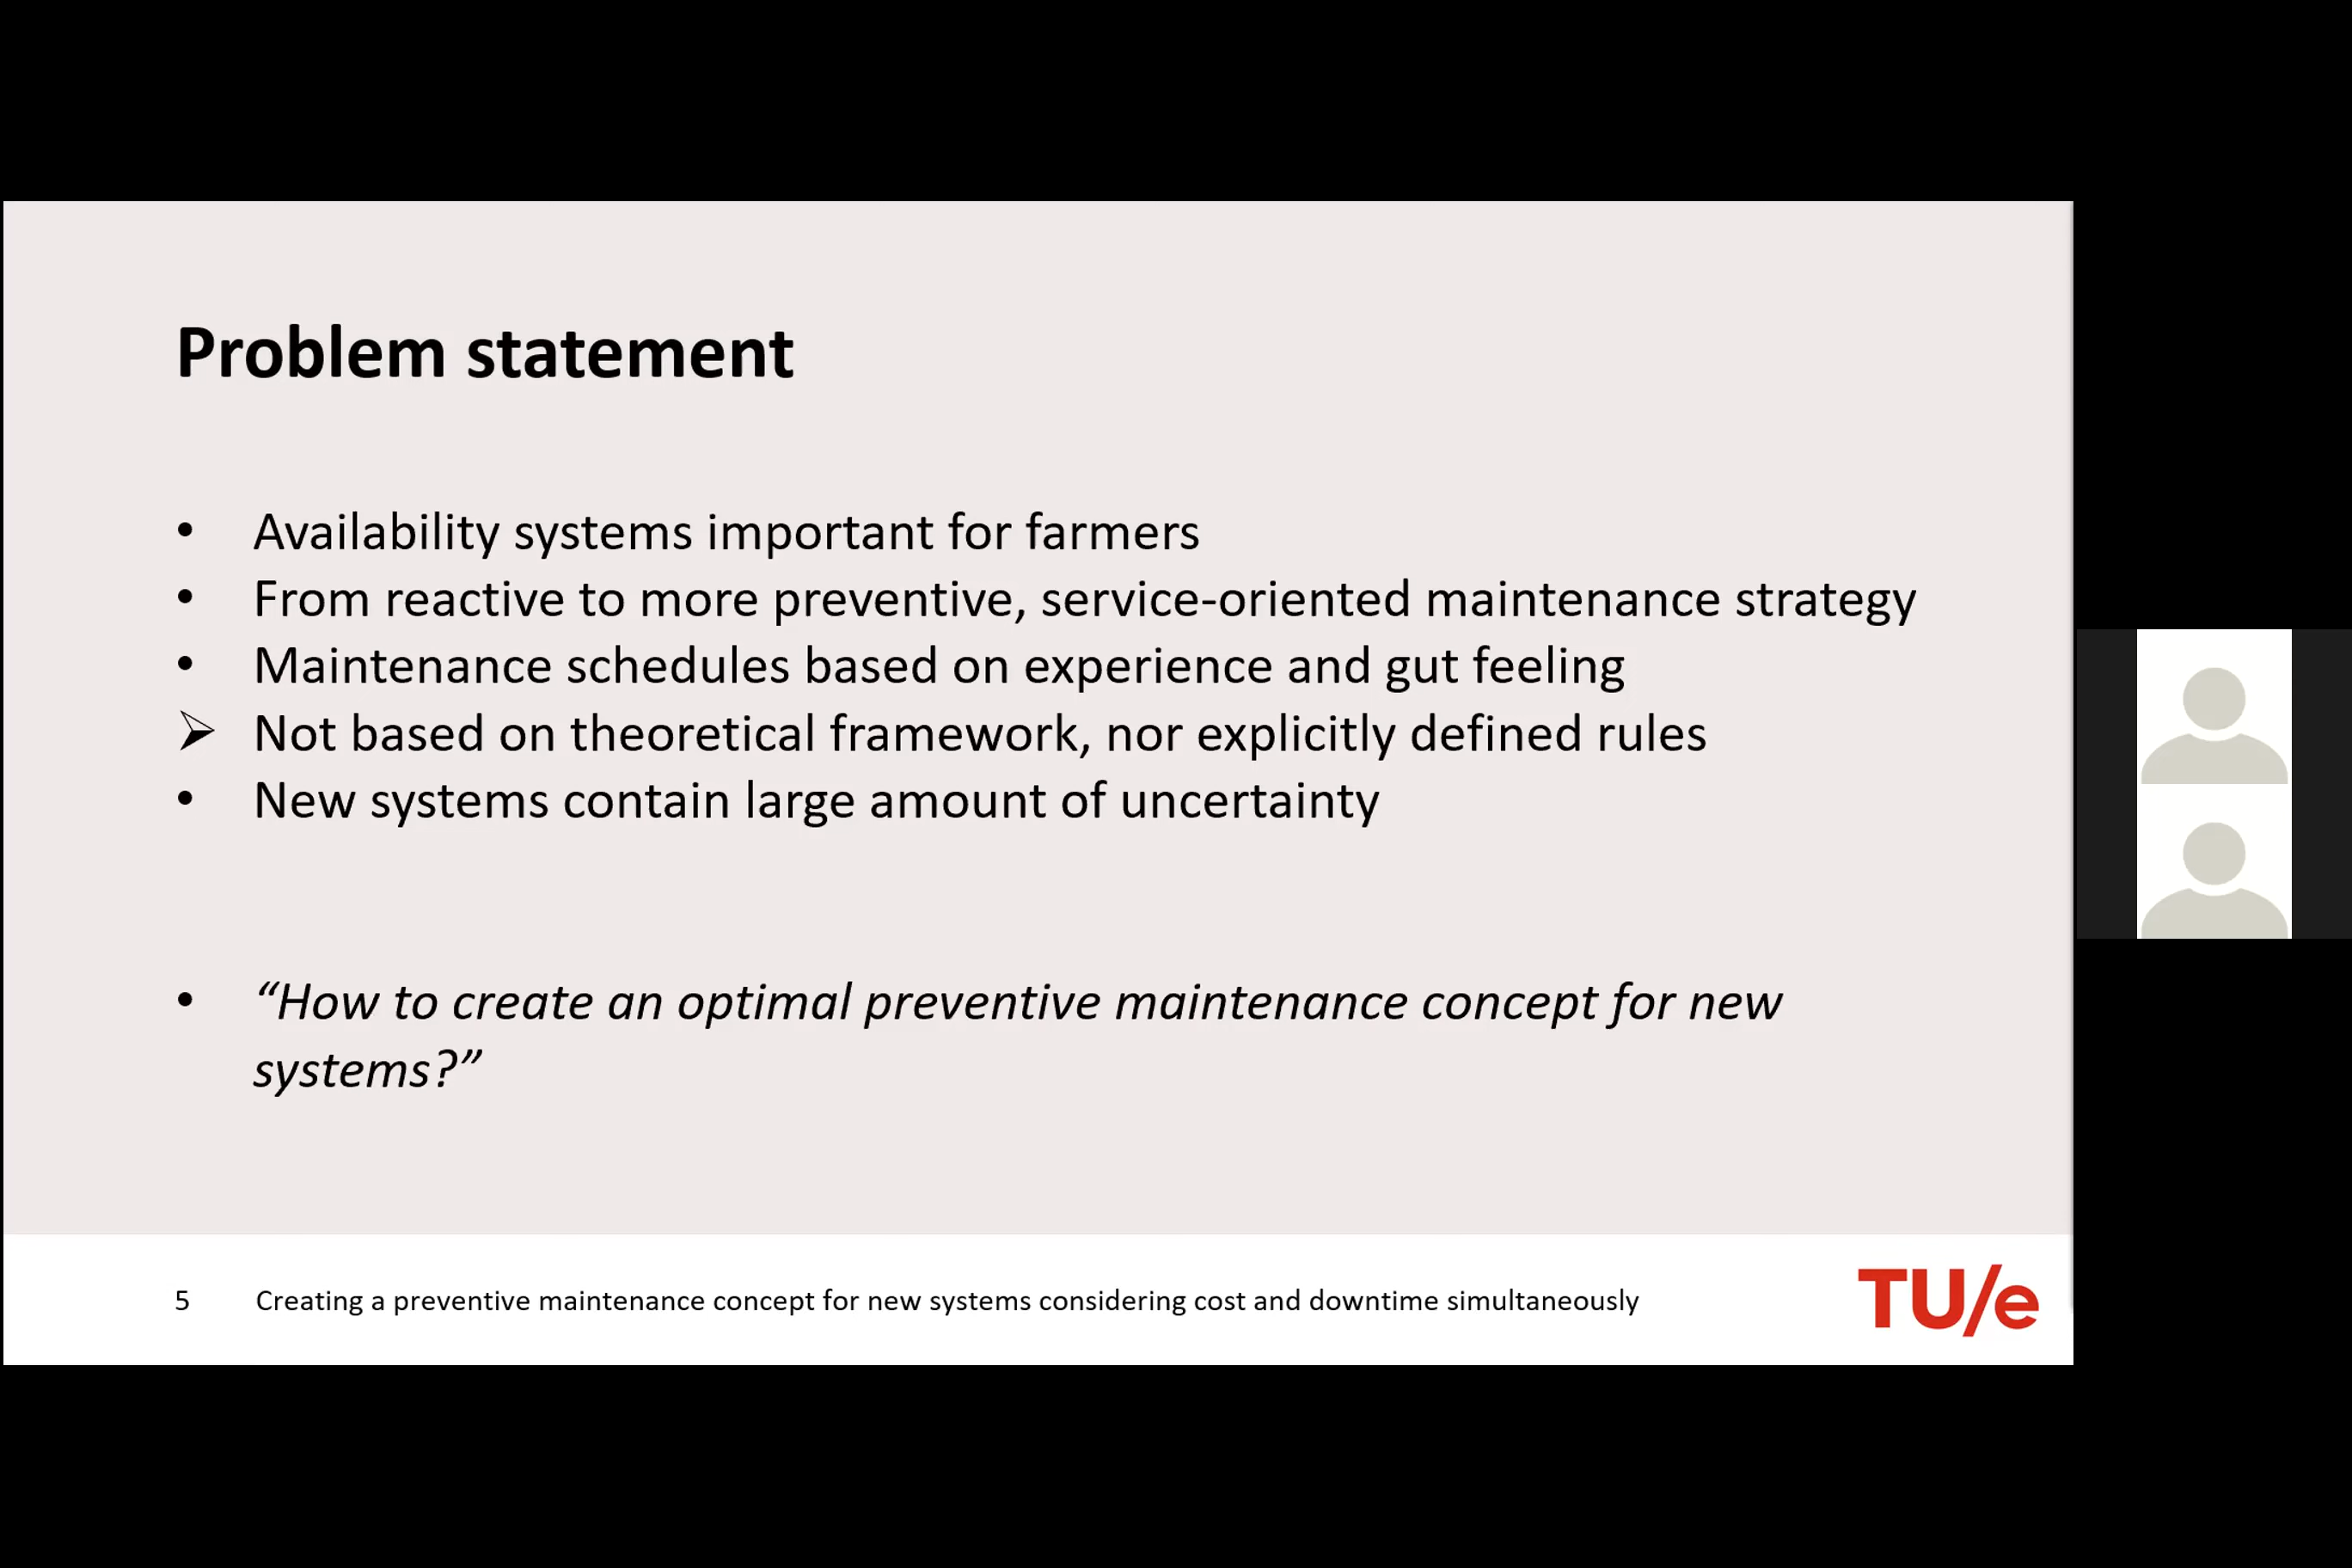 Problem statement
• Availability systems important for farmers
• From reactive to more preventive, service-oriented maintenance strategy
• Maintenance schedules based on experience and gut feeling
➢ Not based on theoretical framework, nor explicitly defined rules
• New systems contain large amount of uncertainty
• “How to create an optimal preventive maintenance concept for new
systems?”
5 Creating a preventive maintenance concept for new systems considering cost and downtime simultaneously
TU/e